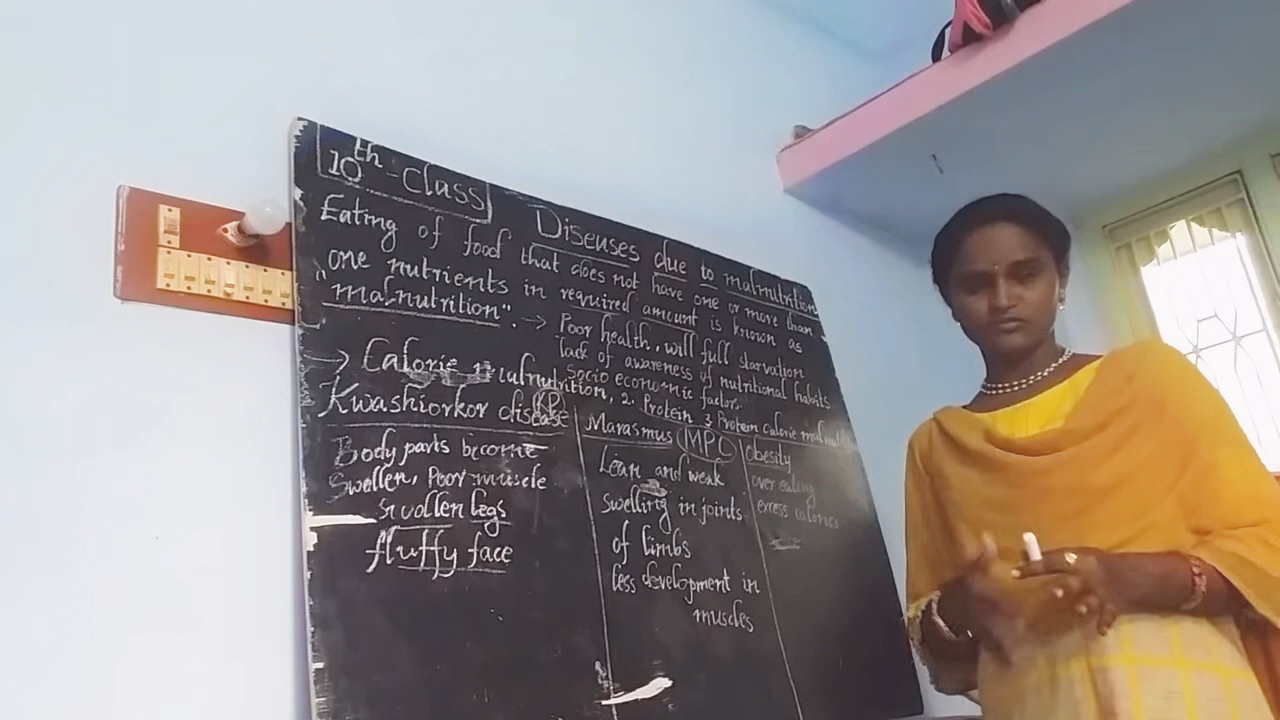 10th class
Diseuses due to malnutrition
Eating of food that does not have one or more than
one nutrients in required amount is known as
"malnutrition". → Poor health, will full starvation
lack of awareness of nutritional habits
Socio economic factors.
→ Calorie malnutrition, 2. Protein 3 Protein Calorie
Kwashiorkor disease KP
Body parts become
Swollen, Poor muscle
swollen legs
fluffy face
Marasmus MPC
Lean and weak
Swelling in joints
of limbs
less development in
muscles
Obesity
over eating
excess calories